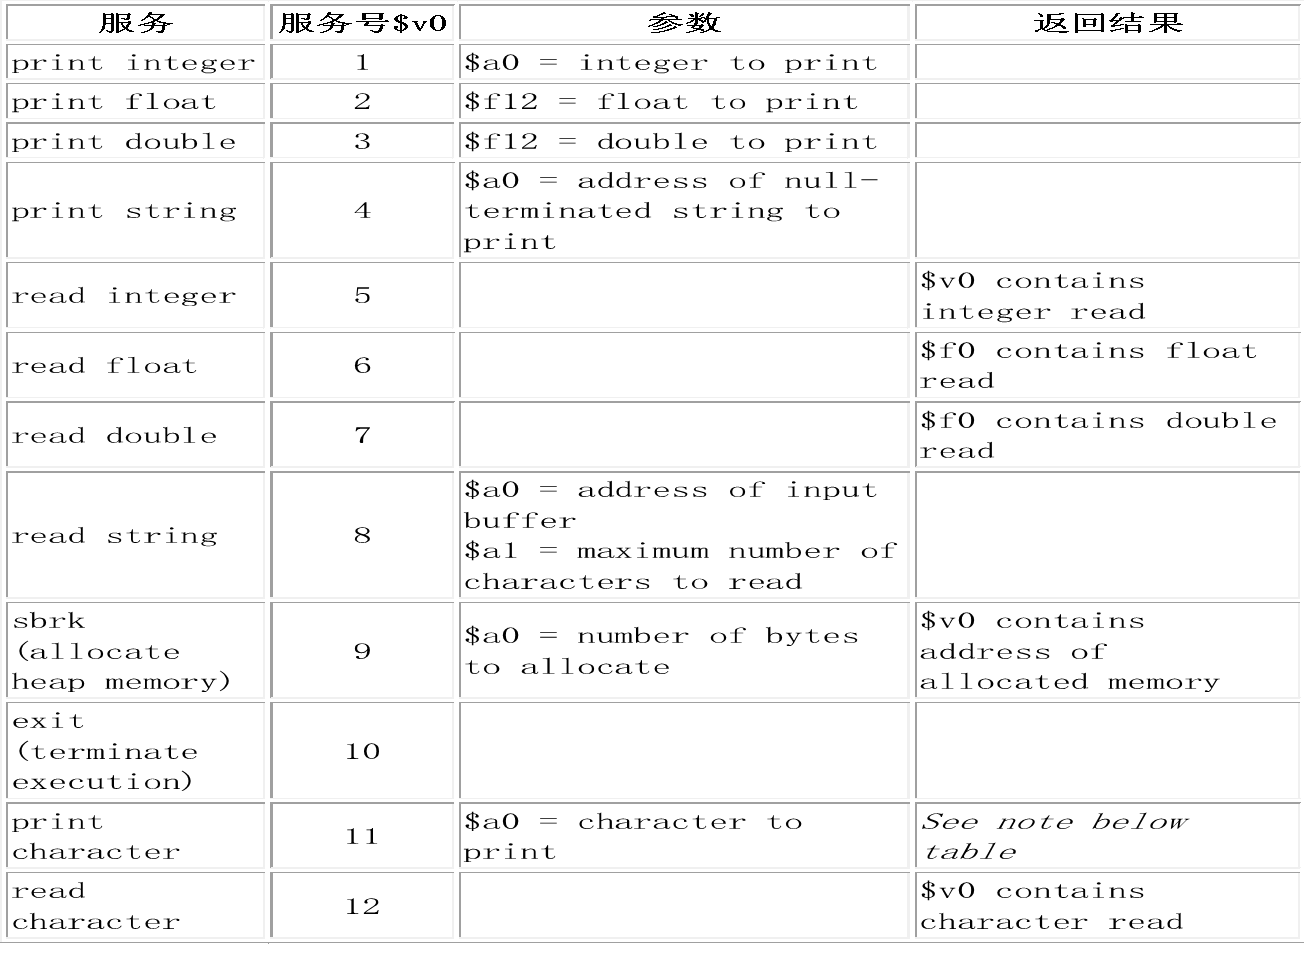 服务 服务号$v0 参数 返回结果
print integer 1 $a0 = integer to print
print float 2 $f12 = float to print
print double 3 $f12 = double to print
print string 4 $a0 = address of null-
terminated string to
print
read integer 5 $v0 contains
integer read
read float 6 $f0 contains float
read
read double 7 $f0 contains double
read
read string 8 $a0 = address of input
buffer
$a1 = maximum number of
characters to read
sbrk
(allocate
heap memory) 9 $a0 = number of bytes
to allocate $v0 contains
address of
allocated memory
exit
(terminate
execution) 10
print
character 11 $a0 = character to
print See note below
table
read
character 12 $v0 contains
character read